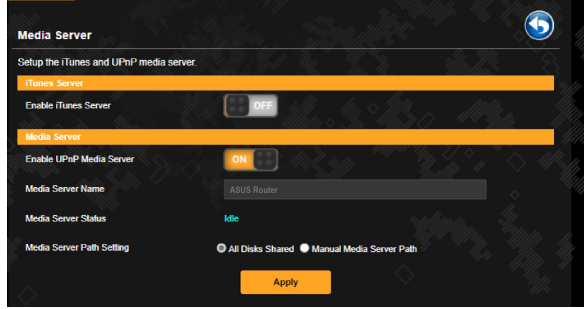 Media Server
Setup the iTunes and UPnP media server.
iTunes Server
Enable iTunes Server OFF
Media Server
Enable UPnP Media Server ON
Media Server Name ASUS Router
Media Server Status Idle
Media Server Path Setting All Disks Shared Manual Media Server Path
Apply